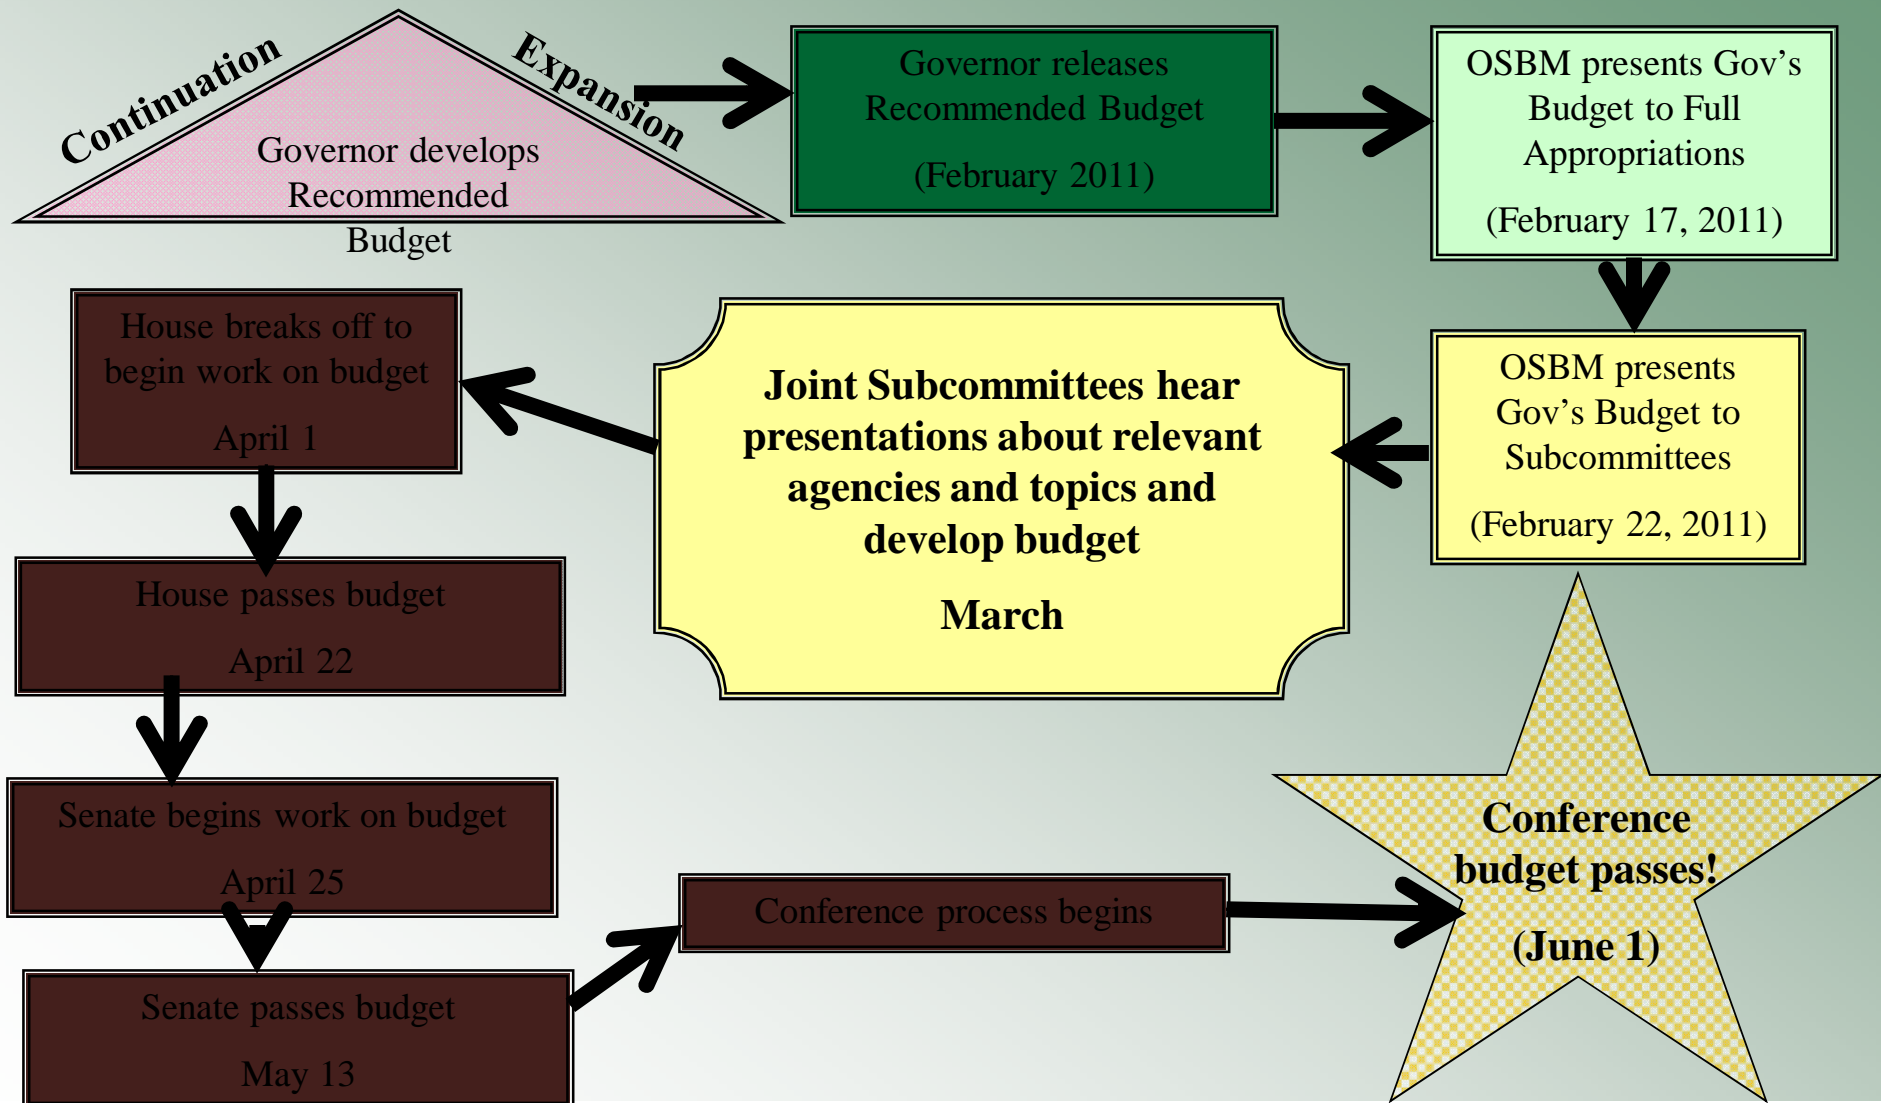 Continuation
Expansion
Governor develops
Recommended
Budget
Governor releases
Recommended Budget
(February 2011)
OSBM presents Gov's
Budget to Full
Appropriations
(February 17, 2011)
OSBM presents
Gov's Budget to
Subcommittees
(February 22, 2011)
Joint Subcommittees hear
presentations about relevant
agencies and topics and
develop budget
March
House breaks off to
begin work on budget
April 1
House passes budget
April 22
Senate begins work on budget
April 25
Senate passes budget
May 13
Conference process begins
Conference
budget passes!
(June 1)